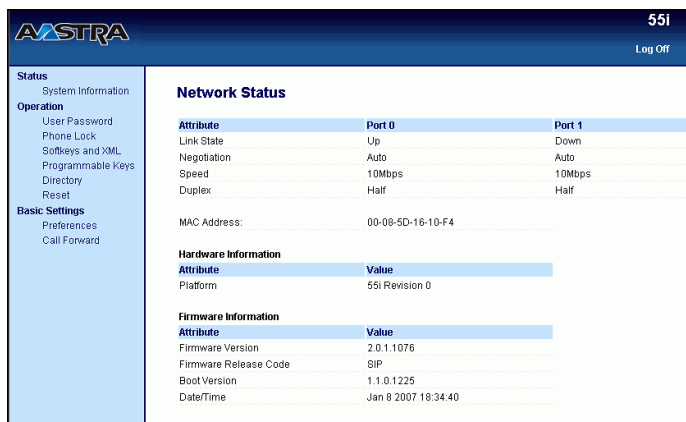 AASTRA
55i
Log Off
Status
System Information
Operation
User Password
Phone Lock
Softkeys and XML
Programmable Keys
Directory
Reset
Basic Settings
Preferences
Call Forward
Network Status
Attribute Port 0 Port 1
Link State Up Down
Negotiation Auto Auto
Speed 10Mbps 10Mbps
Duplex Half Half
MAC Address: 00-08-5D-16-10-F4
Hardware Information
Attribute Value
Platform 55i Revision 0
Firmware Information
Attribute Value
Firmware Version 2.0.1.1076
Firmware Release Code SIP
Boot Version 1.1.0.1225
Date/Time Jan 8 2007 18:34:40